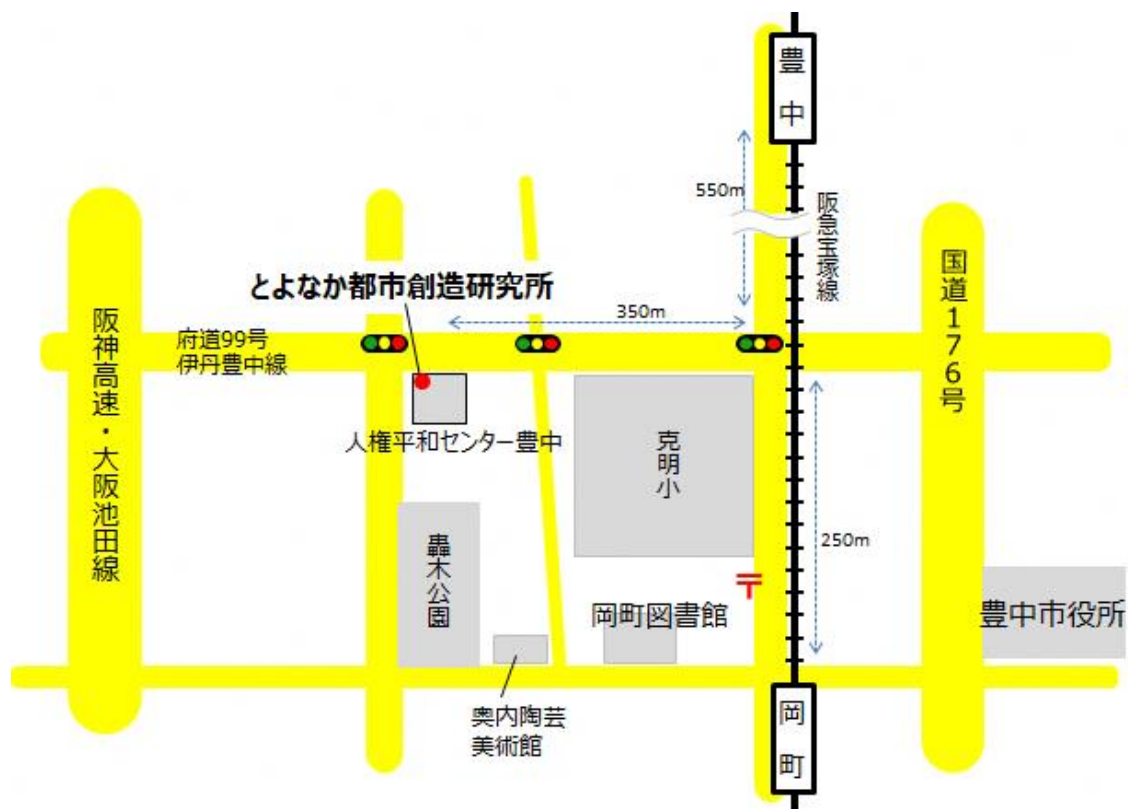 豊中
550m
阪急宝塚線
とよなか都市創造研究所
350m
国道176号
府道99号
伊丹豊中線
阪神高速・大阪池田線
人権平和センター豊中
克明小
250m
轟木公園
〒
岡町図書館
豊中市役所
奥内陶芸
美術館
岡町